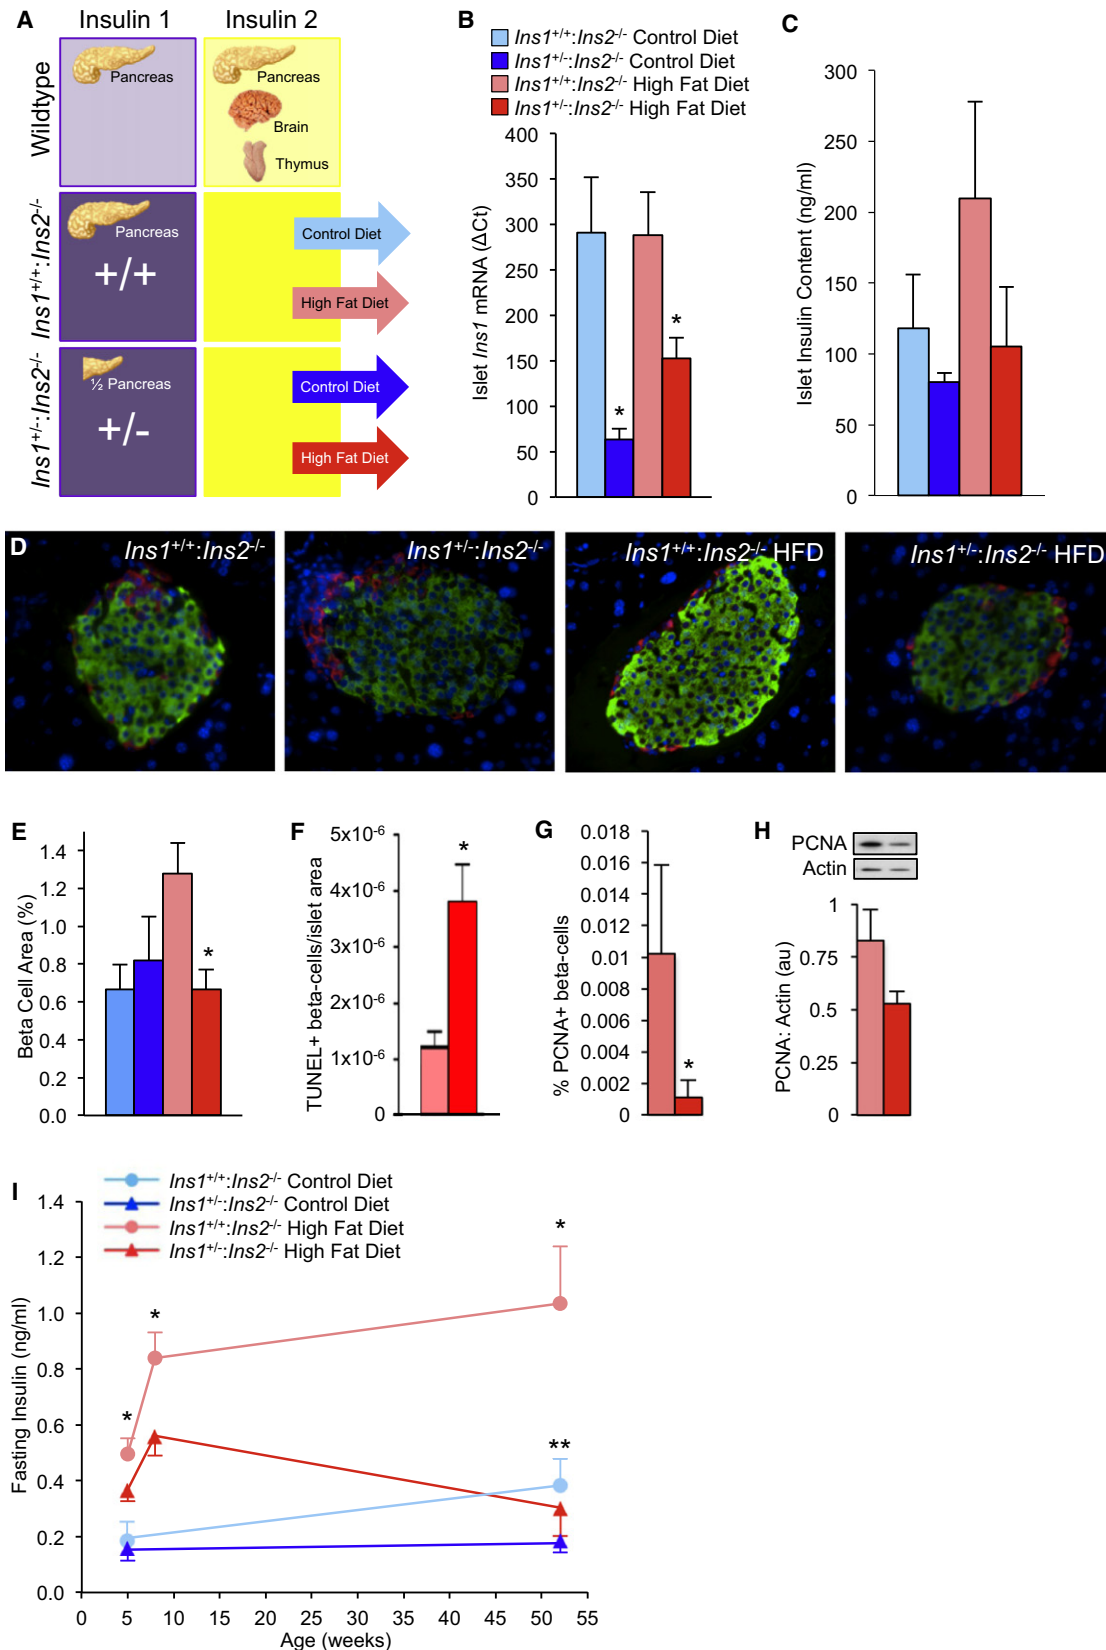 A
Insulin 1
Insulin 2
Wildtype
Pancreas
Pancreas
Brain
Thymus
Ins1+/+:Ins2-/-
Pancreas
+/+
Control Diet
High Fat Diet
Ins1+/-:Ins2-/-
½ Pancreas
+/-
Control Diet
High Fat Diet
B
Ins1+/+:Ins2-/- Control Diet
Ins1+/-:Ins2-/- Control Diet
Ins1+/+:Ins2-/- High Fat Diet
Ins1+/-:Ins2-/- High Fat Diet
Islet Ins1 mRNA (ΔCt)
400
350
300
250
200
150
100
50
0
*
*
C
Islet Insulin Content (ng/ml)
300
250
200
150
100
50
0
D
Ins1+/+:Ins2-/-
Ins1+/-:Ins2-/-
Ins1+/+:Ins2-/- HFD
Ins1+/-:Ins2-/- HFD
E
Beta Cell Area (%)
1.4
1.2
1.0
0.8
0.6
0.4
0.2
0.0
*
F
TUNEL+ beta-cells/islet area
5x10-6
4x10-6
3x10-6
2x10-6
1x10-6
0
*
G
% PCNA+ beta-cells
0.018
0.016
0.014
0.012
0.01
0.008
0.006
0.004
0.002
0
*
H
PCNA
Actin
PCNA: Actin (au)
1
0.75
0.5
0.25
0
I
Ins1+/+:Ins2-/- Control Diet
Ins1+/-:Ins2-/- Control Diet
Ins1+/+:Ins2-/- High Fat Diet
Ins1+/-:Ins2-/- High Fat Diet
Fasting Insulin (ng/ml)
1.4
1.2
1.0
0.8
0.6
0.4
0.2
0.0
*
*
*
**
0 5 10 15 20 25 30 35 40 45 50 55
Age (weeks)